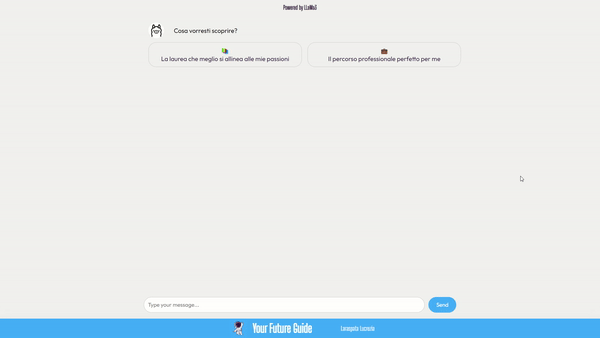 Powered by LLaMa3
Cosa vorresti scoprire?
La laurea che meglio si allinea alle mie passioni
Il percorso professionale perfetto per me
Type your message...
Send
Your Future Guide
Lacagata Lucrezia